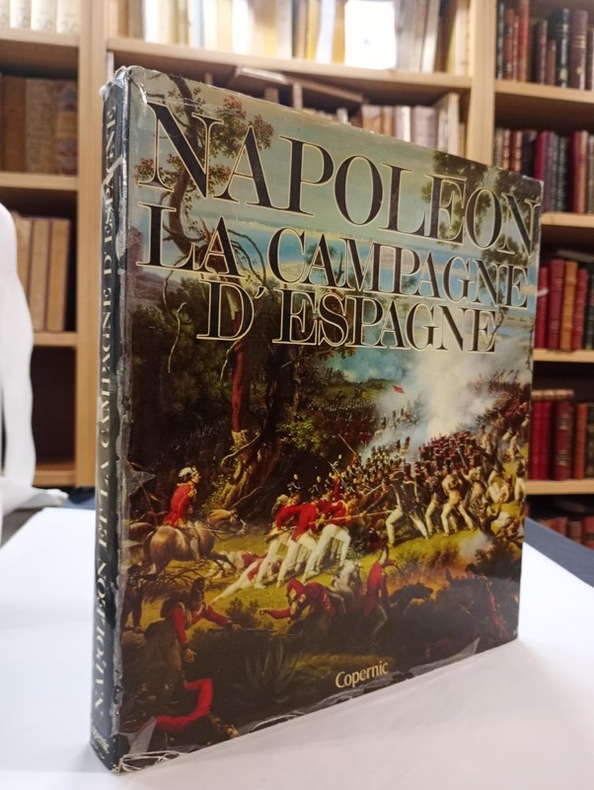 NAPOLEON
LA CAMPAGNE
D'ESPAGNE
Copernic
NAPOLEON ET LA CAMPAGNE D'ESPAGNE